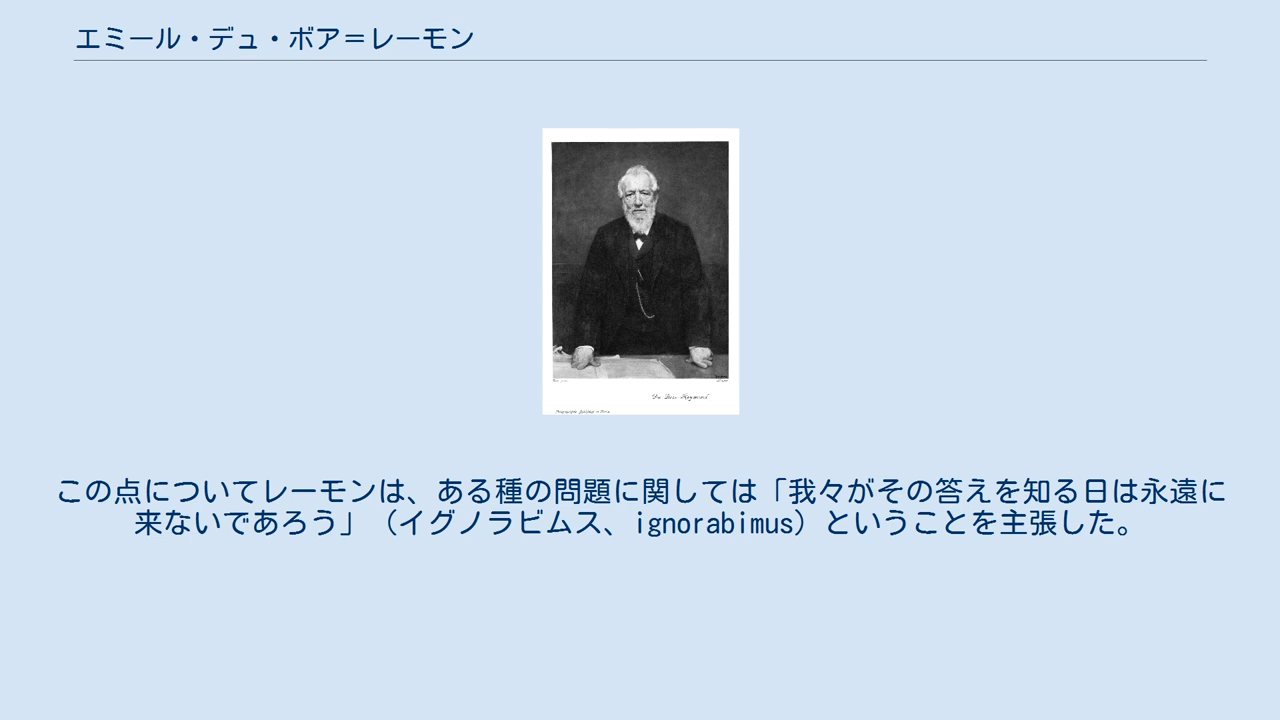 エミール・デュ・ボア＝レーモン
Du Bois-Reymond
この点についてレーモンは、ある種の問題に関しては「我々がその答えを知る日は永遠に
来ないであろう」（イグノラビムス、ignorabimus）ということを主張した。